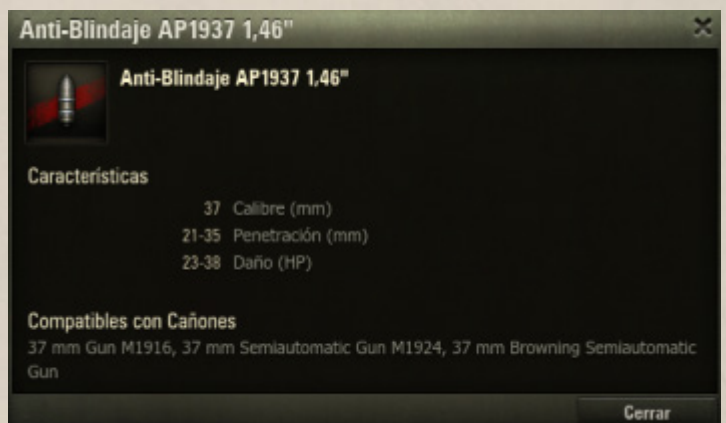 Anti-Blindaje AP1937 1,46"
Anti-Blindaje AP1937 1,46"
Características
37 Calibre (mm)
21-35 Penetración (mm)
23-38 Daño (HP)
Compatibles con Cañones
37 mm Gun M1916, 37 mm Semiautomatic Gun M1924, 37 mm Browning Semiautomatic
Gun
Cerrar